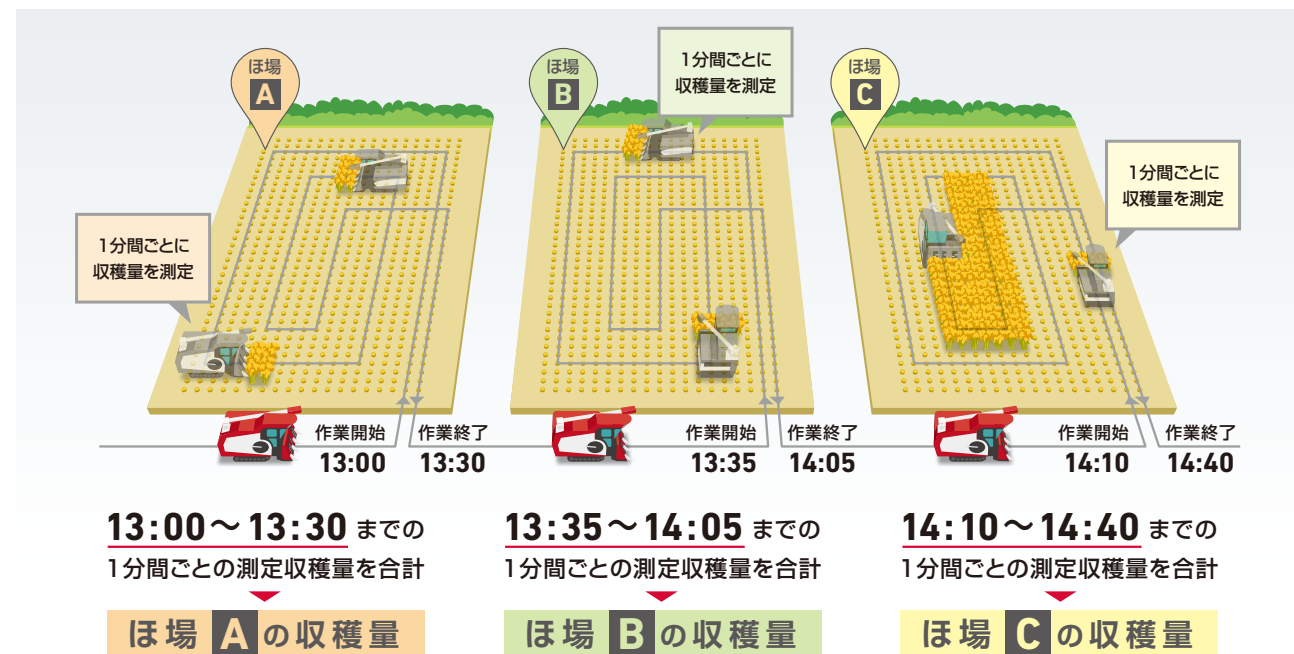 ほ場
A
1分間ごとに
収穫量を測定
作業開始
13:00
作業終了
13:30
13:00～13:30 までの
1分間ごとの測定収穫量を合計
ほ場 A の収穫量
ほ場
B
1分間ごとに
収穫量を測定
作業開始
13:35
作業終了
14:05
13:35～14:05 までの
1分間ごとの測定収穫量を合計
ほ場 B の収穫量
ほ場
C
1分間ごとに
収穫量を測定
作業開始
14:10
作業終了
14:40
14:10～14:40 までの
1分間ごとの測定収穫量を合計
ほ場 C の収穫量